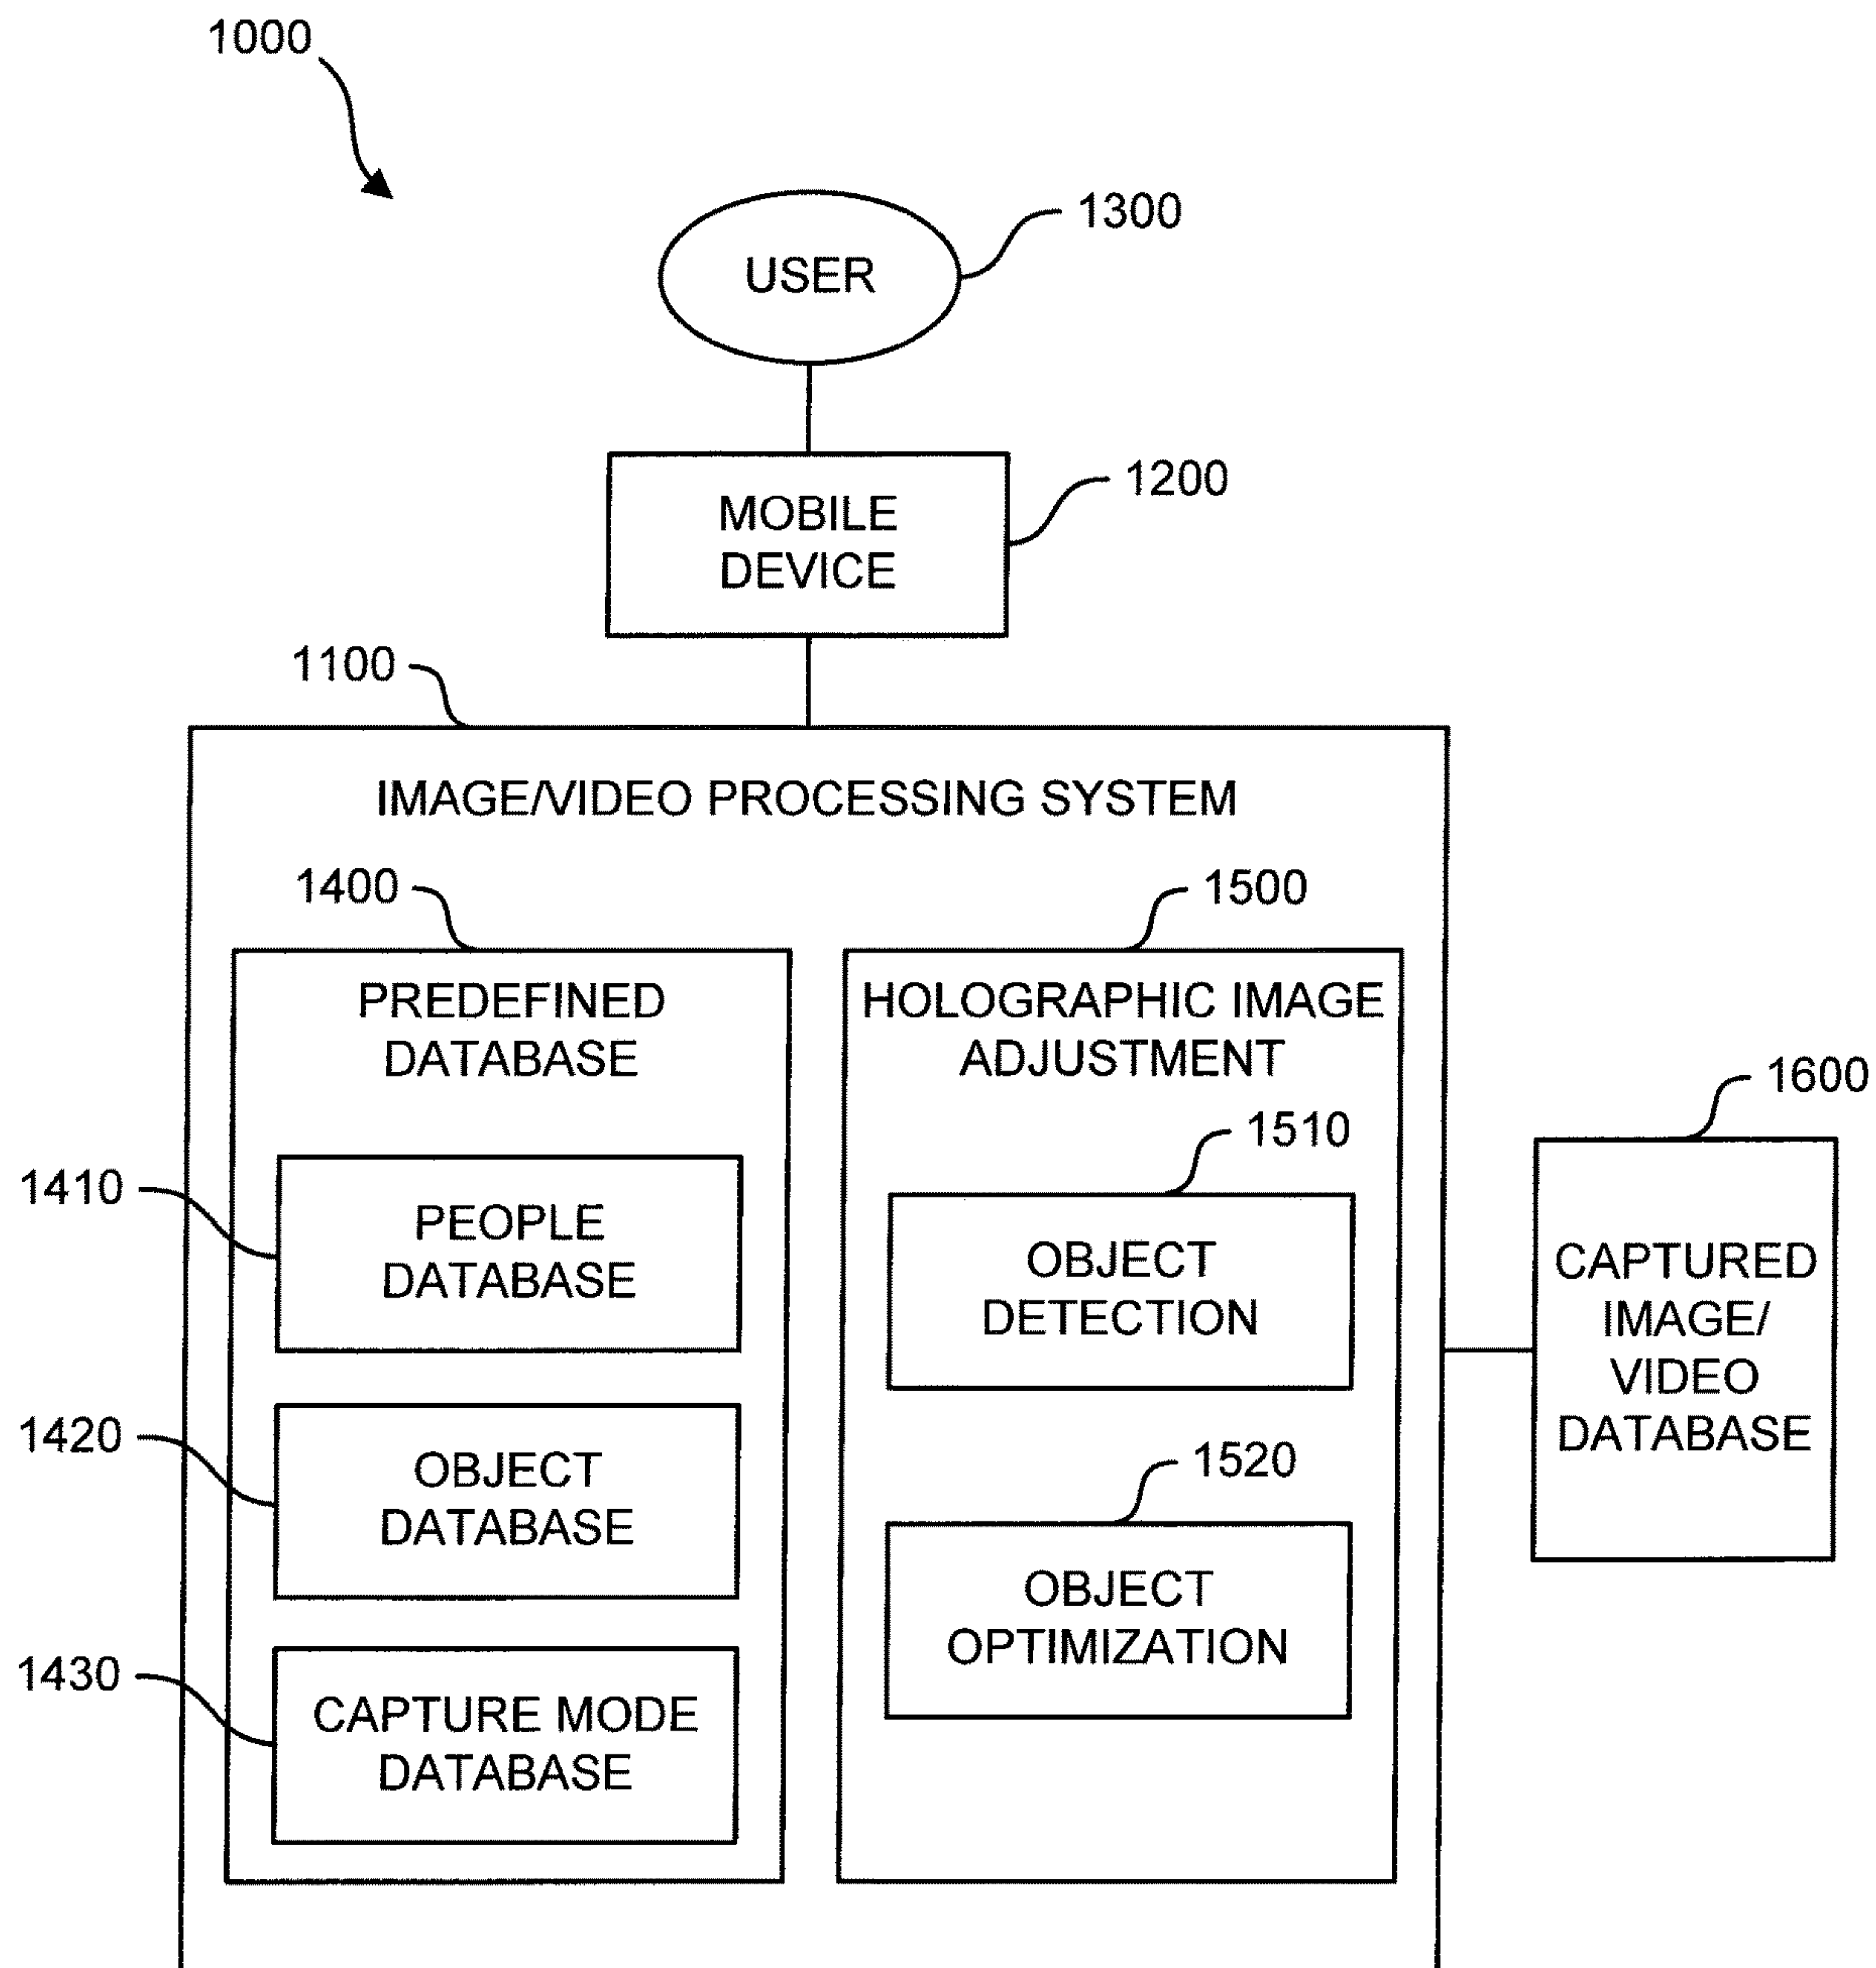 1000
1300
USER
1200
MOBILE
DEVICE
1100
IMAGE/VIDEO PROCESSING SYSTEM
1400
1500
PREDEFINED
DATABASE
HOLOGRAPHIC IMAGE
ADJUSTMENT
1600
1410
PEOPLE
DATABASE
1510
OBJECT
DETECTION
CAPTURED
IMAGE/
VIDEO
DATABASE
1420
OBJECT
DATABASE
1520
OBJECT
OPTIMIZATION
1430
CAPTURE MODE
DATABASE